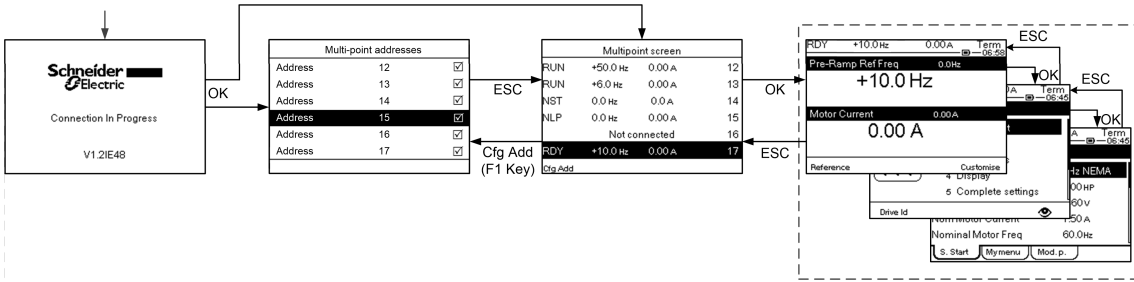 Schneider
Electric
Connection In Progress
V1.2IE48
OK
Multi-point addresses
Address 12
Address 13
Address 14
Address 15
Address 16
Address 17
ESC
Cfg Add
(F1 Key)
Multipoint screen
RUN +50.0 Hz 0.00 A 12
RUN +6.0 Hz 0.00 A 13
NST 0.0 Hz 0.0 A 14
NLP 0.0 Hz 0.00 A 15
Not connected 16
RDY +10.0 Hz 0.00 A 17
Cfg Add
OK
ESC
RDY +10.0 Hz 0.00 A Term
06:58
Pre-Ramp Ref Freq 0.0Hz
+10.0 Hz
Motor Current 0.00 A
0.00 A
Reference Customise
ESC
OK
Term
06:45
4 Display
5 Complete settings
Drive Id
ESC
OK
A Term
06:45
Hz NEMA
00 HP
60 V
Nom Motor Current 1.50 A
Nominal Motor Freq 60.0Hz
S. Start Mymenu Mod. p.